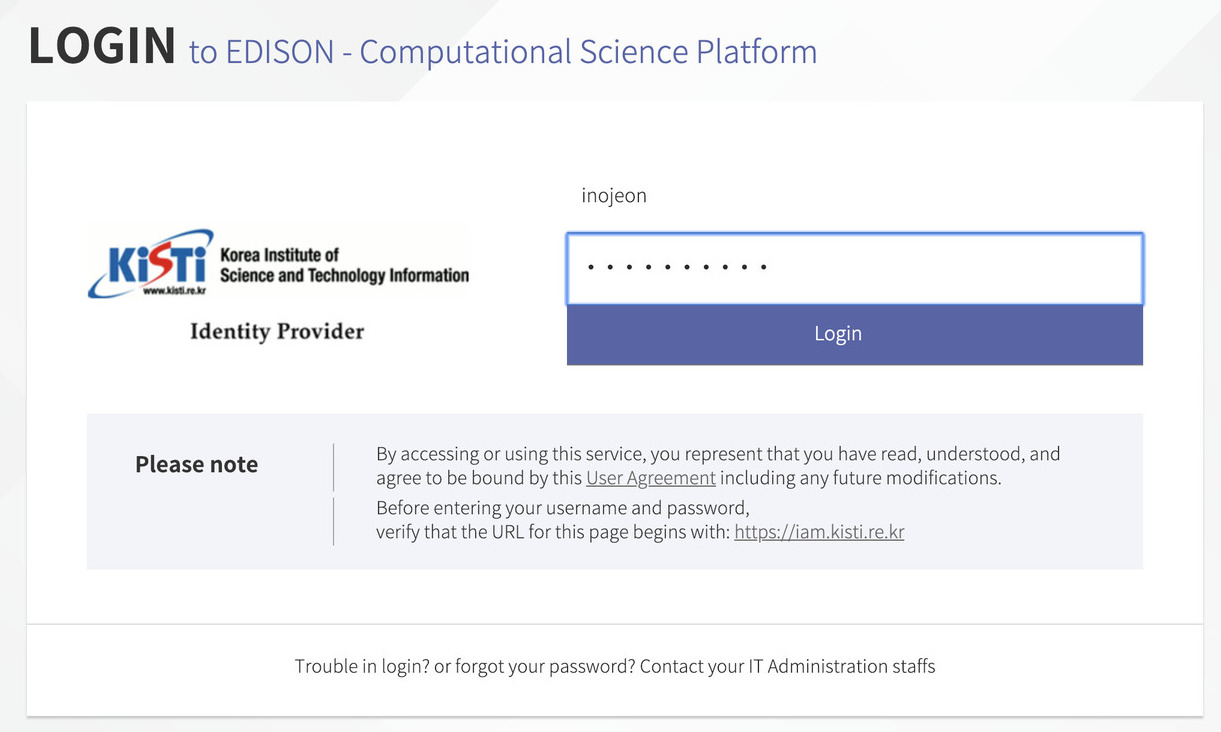 LOGIN to EDISON - Computational Science Platform
inojeon
KiSTi
www.kisti.re.kr
Korea Institute of
Science and Technology Information
Identity Provider
••••••••••
Login
Please note
By accessing or using this service, you represent that you have read, understood, and
agree to be bound by this User Agreement including any future modifications.
Before entering your username and password,
verify that the URL for this page begins with: https://iam.kisti.re.kr
Trouble in login? or forgot your password? Contact your IT Administration staffs